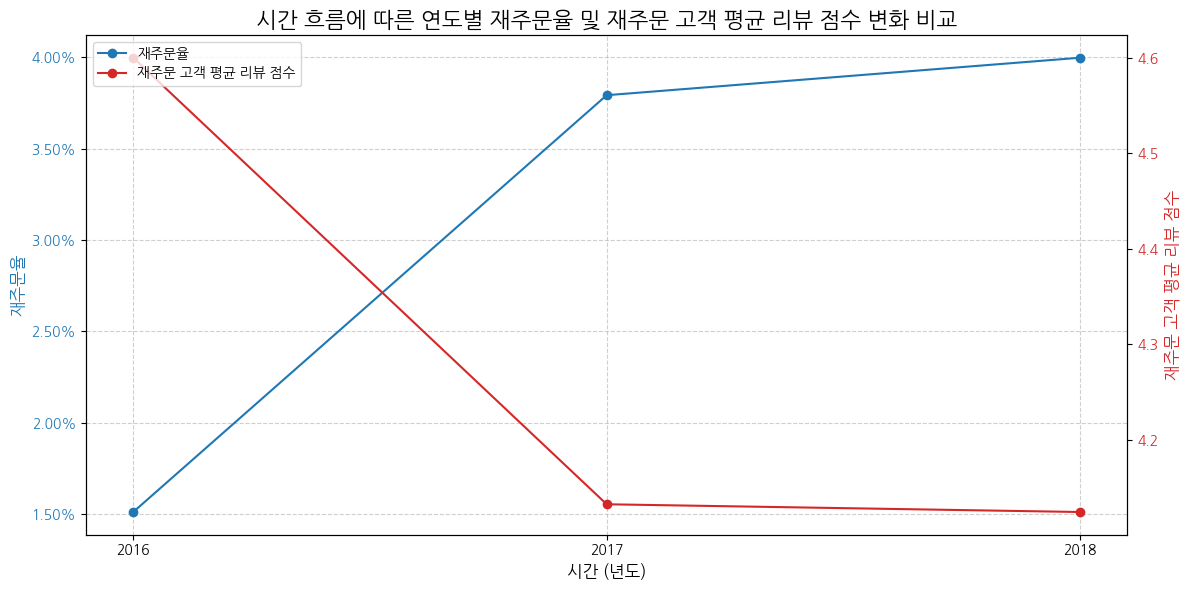 시간 흐름에 따른 연도별 재주문율 및 재주문 고객 평균 리뷰 점수 변화 비교
재주문율
재주문 고객 평균 리뷰 점수
4.00%
3.50%
3.00%
2.50%
2.00%
1.50%
재주문율
4.6
4.5
4.4
4.3
4.2
재주문 고객 평균 리뷰 점수
2016
2017
2018
시간 (년도)